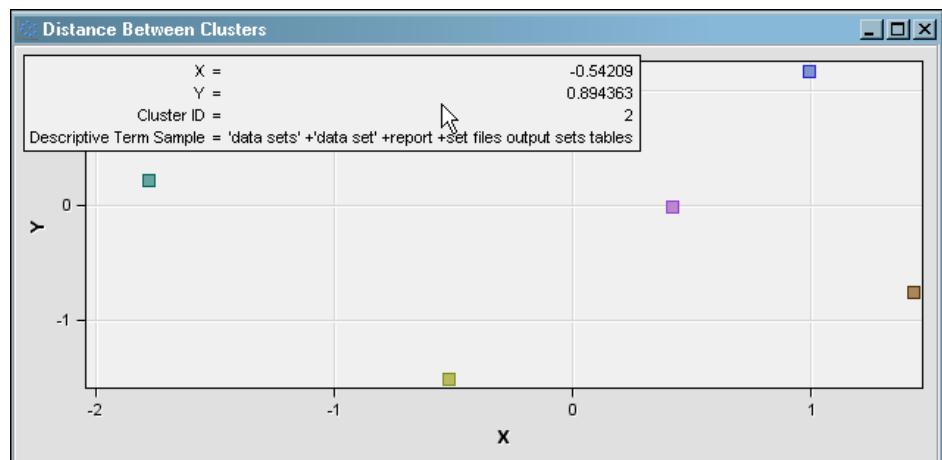 Distance Between Clusters
X = -0.54209
Y = 0.894363
Cluster ID = 2
Descriptive Term Sample = 'data sets' +'data set' +report +set files output sets tables
0
Y
-1
-2 -1 0 1
X